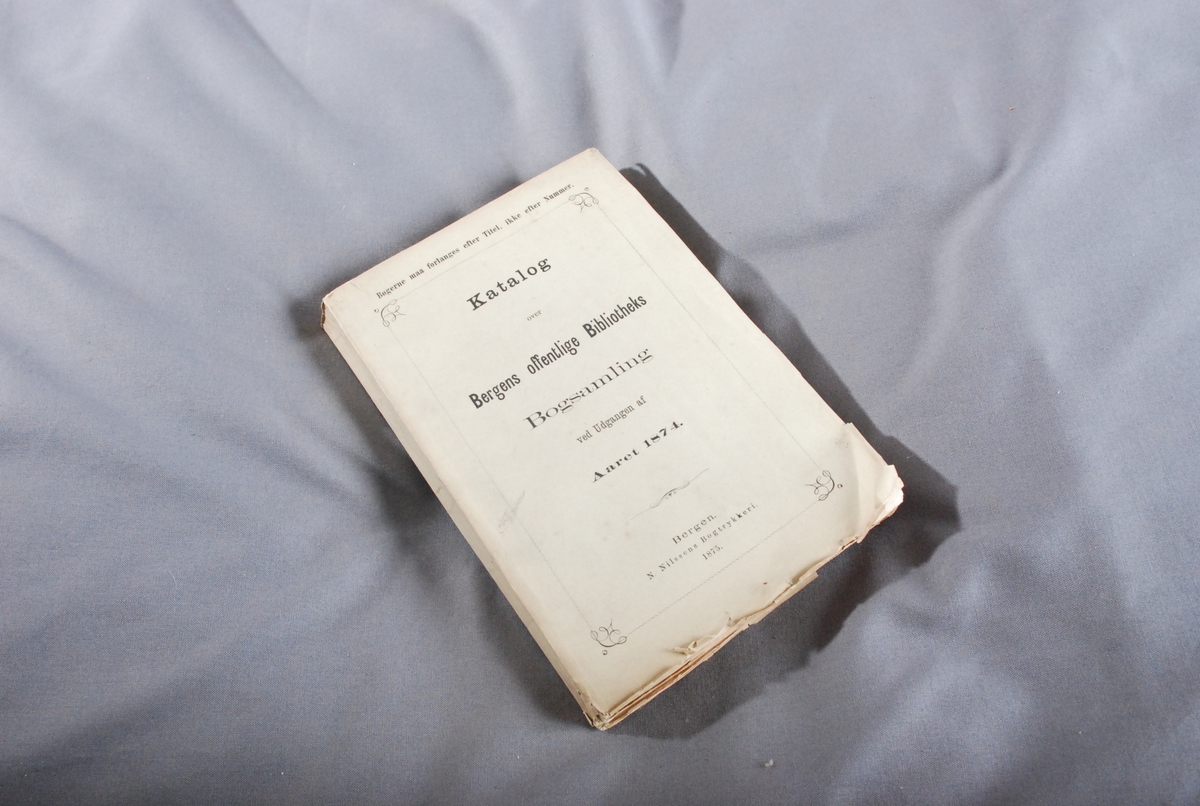 Bøgerne maa forlanges efter Titel, ikke efter Nummer.
Katalog
over
Bergens offentlige Bibliotheks
Bogsamling
ved Udgangen af
Aaret 1874.
Bergen.
N. Nilssens Bogtrykkeri.
1875.